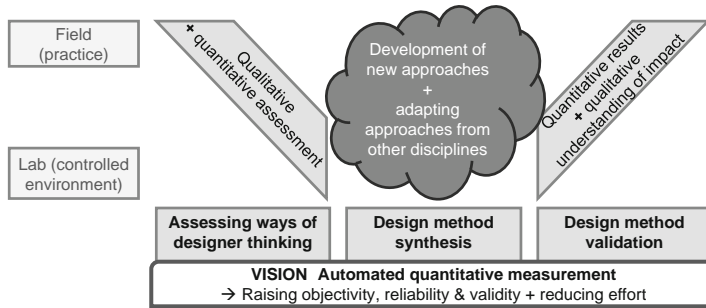 Field
(practice)
Qualitative
+ quantitative assessment
Development of
new approaches
+
adapting
approaches from
other disciplines
Quantitative results
+ qualitative
understanding of impact
Lab (controlled
environment)
Assessing ways of
designer thinking
Design method
synthesis
Design method
validation
VISION Automated quantitative measurement
→ Raising objectivity, reliability & validity + reducing effort